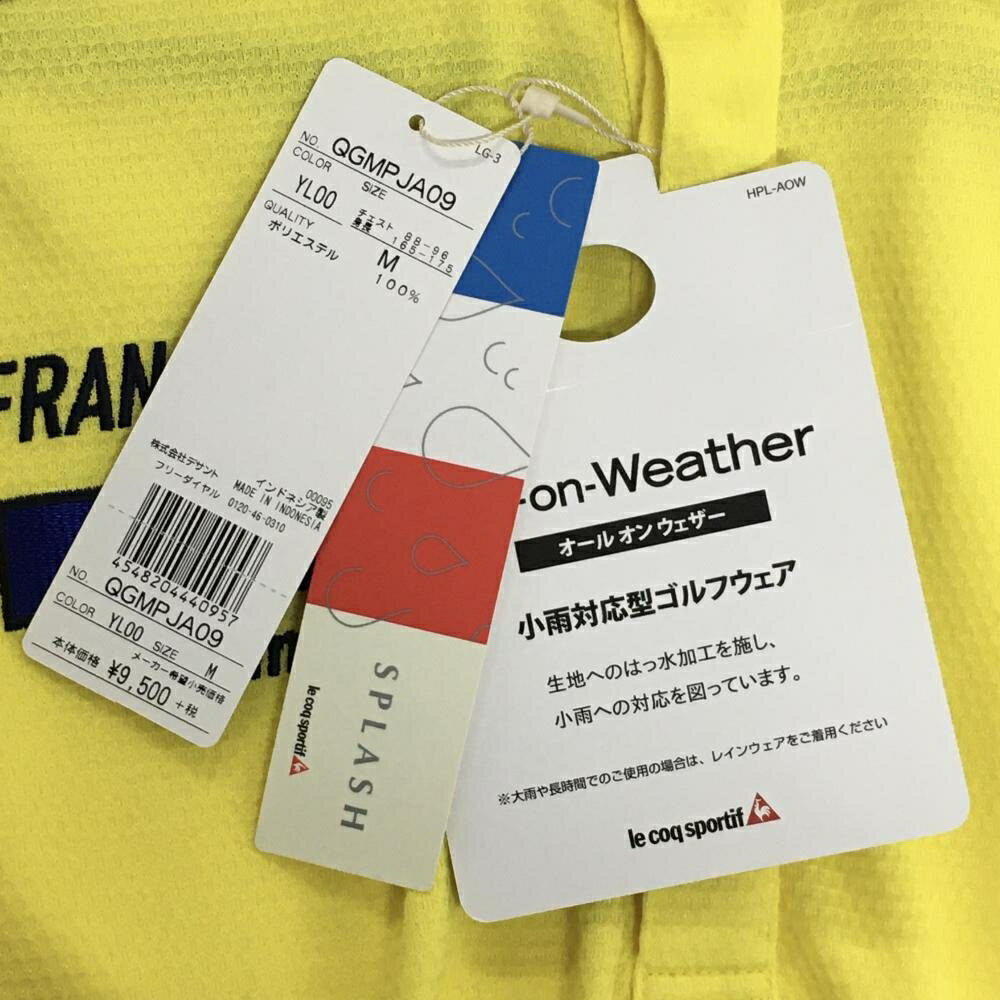 LG-3
NO. QGMPJA09
COLOR SIZE
YL00 チェスト 88-96
身長 165-175
QUALITY M
ポリエステル 100%
株式会社デサント インドネシア製 00095
フリーダイヤル MADE IN INDONESIA
0120-46-0310
4548204440957
NO. QGMPJA09
COLOR YL00 SIZE M
メーカー希望小売価格
本体価格 ¥9,500 +税
SPLASH
le coq sportif
HPL-AOW
-on-Weather
オール オン ウェザー
小雨対応型ゴルフウェア
生地へのはっ水加工を施し、
小雨への対応を図っています。
※大雨や長時間でのご使用の場合は、レインウェアをご着用ください
le coq sportif
FRAN